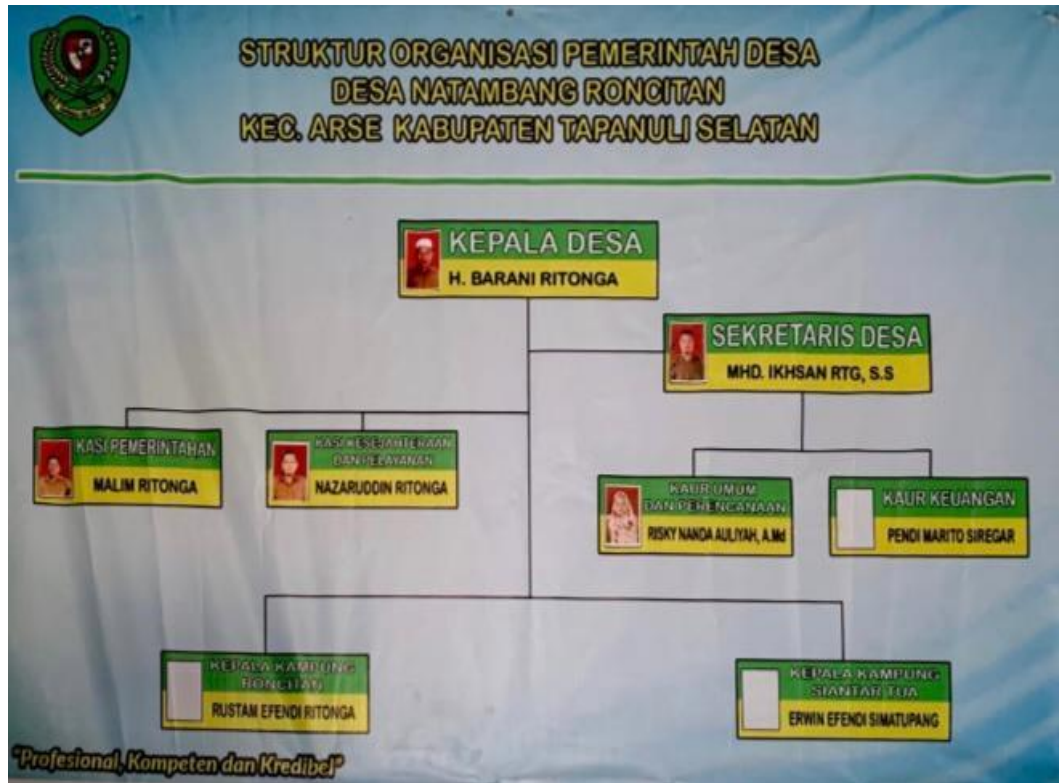 STRUKTUR ORGANISASI PEMERINTAH DESA
DESA NATAMBANG RONCITAN
KEC. ARSE KABUPATEN TAPANULI SELATAN
KEPALA DESA
H. BARANI RITONGA
SEKRETARIS DESA
MHD. IKHSAN RTG, S.S
KASI PEMERINTAHAN
MALIM RITONGA
KASI KESEJAHTERAAN
DAN PELAYANAN
NAZARUDDIN RITONGA
KAUR UMUM
DAN PERENCANAAN
RISKY NANDA AULIYAH, A.Md
KAUR KEUANGAN
PENDI MARITO SIREGAR
KEPALA KAMPUNG
RONCITAN
RUSTAM EFENDI RITONGA
KEPALA KAMPUNG
SIANTAR TUA
ERWIN EFENDI SIMATUPANG
"Profesional, Kompeten dan Kredibel"